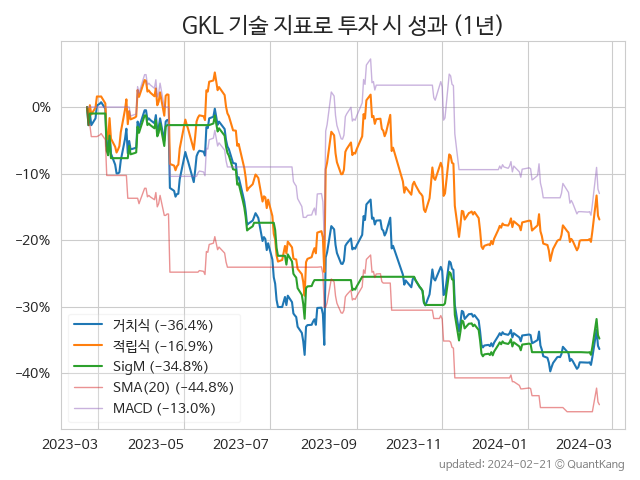 GKL 기술 지표로 투자 시 성과 (1년)
0%
−10%
−20%
−30%
−40%
거치식 (−36.4%)
적립식 (−16.9%)
SigM (−34.8%)
SMA(20) (−44.8%)
MACD (−13.0%)
2023−03 2023−05 2023−07 2023−09 2023−11 2024−01 2024−03
updated: 2024−02−21 © QuantKang